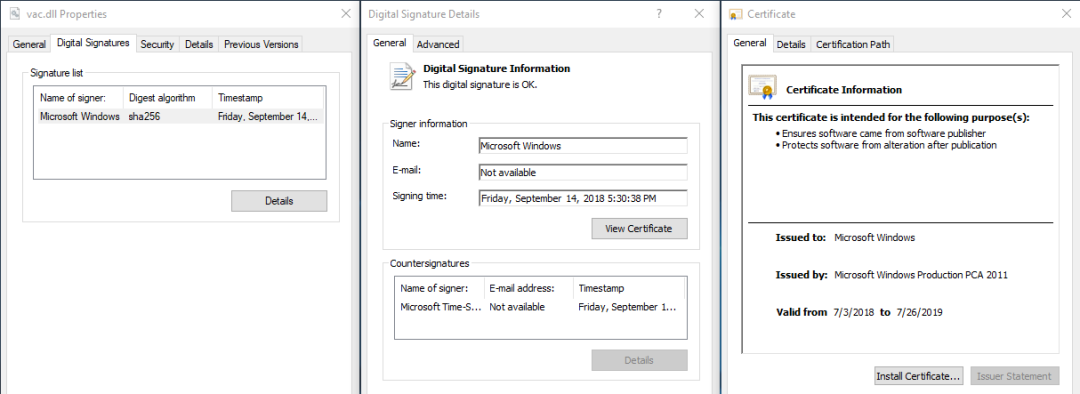 vac.dll Properties
General Digital Signatures Security Details Previous Versions
Signature list
Name of signer: Digest algorithm Timestamp
Microsoft Windows sha256 Friday, September 14,...
Details
Digital Signature Details
General Advanced
Digital Signature Information
This digital signature is OK.
Signer information
Name: Microsoft Windows
E-mail: Not available
Signing time: Friday, September 14, 2018 5:30:38 PM
View Certificate
Countersignatures
Name of signer: E-mail address: Timestamp
Microsoft Time-S... Not available Friday, September 1...
Details
Certificate
General Details Certification Path
Certificate Information
This certificate is intended for the following purpose(s):
• Ensures software came from software publisher
• Protects software from alteration after publication
Issued to: Microsoft Windows
Issued by: Microsoft Windows Production PCA 2011
Valid from 7/3/2018 to 7/26/2019
Install Certificate... Issuer Statement